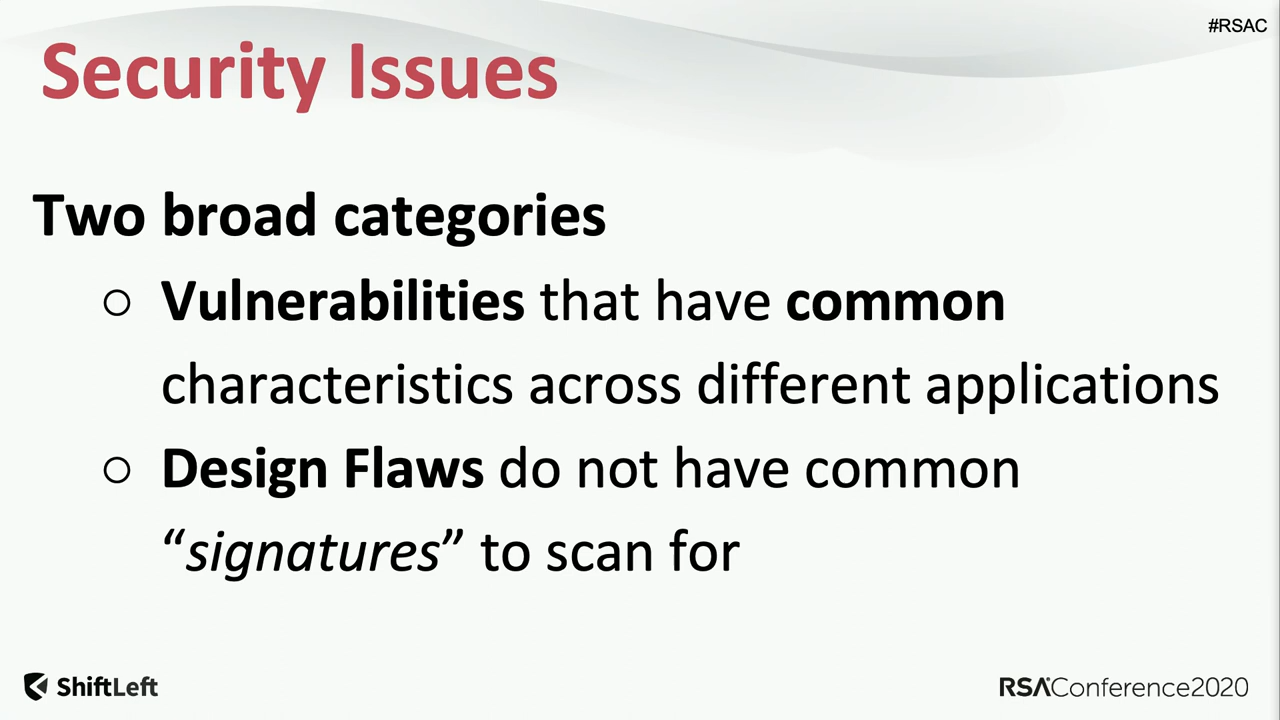 #RSAC
Security Issues
Two broad categories
○ Vulnerabilities that have common
characteristics across different applications
○ Design Flaws do not have common
“signatures” to scan for
ShiftLeft
RSAConference2020